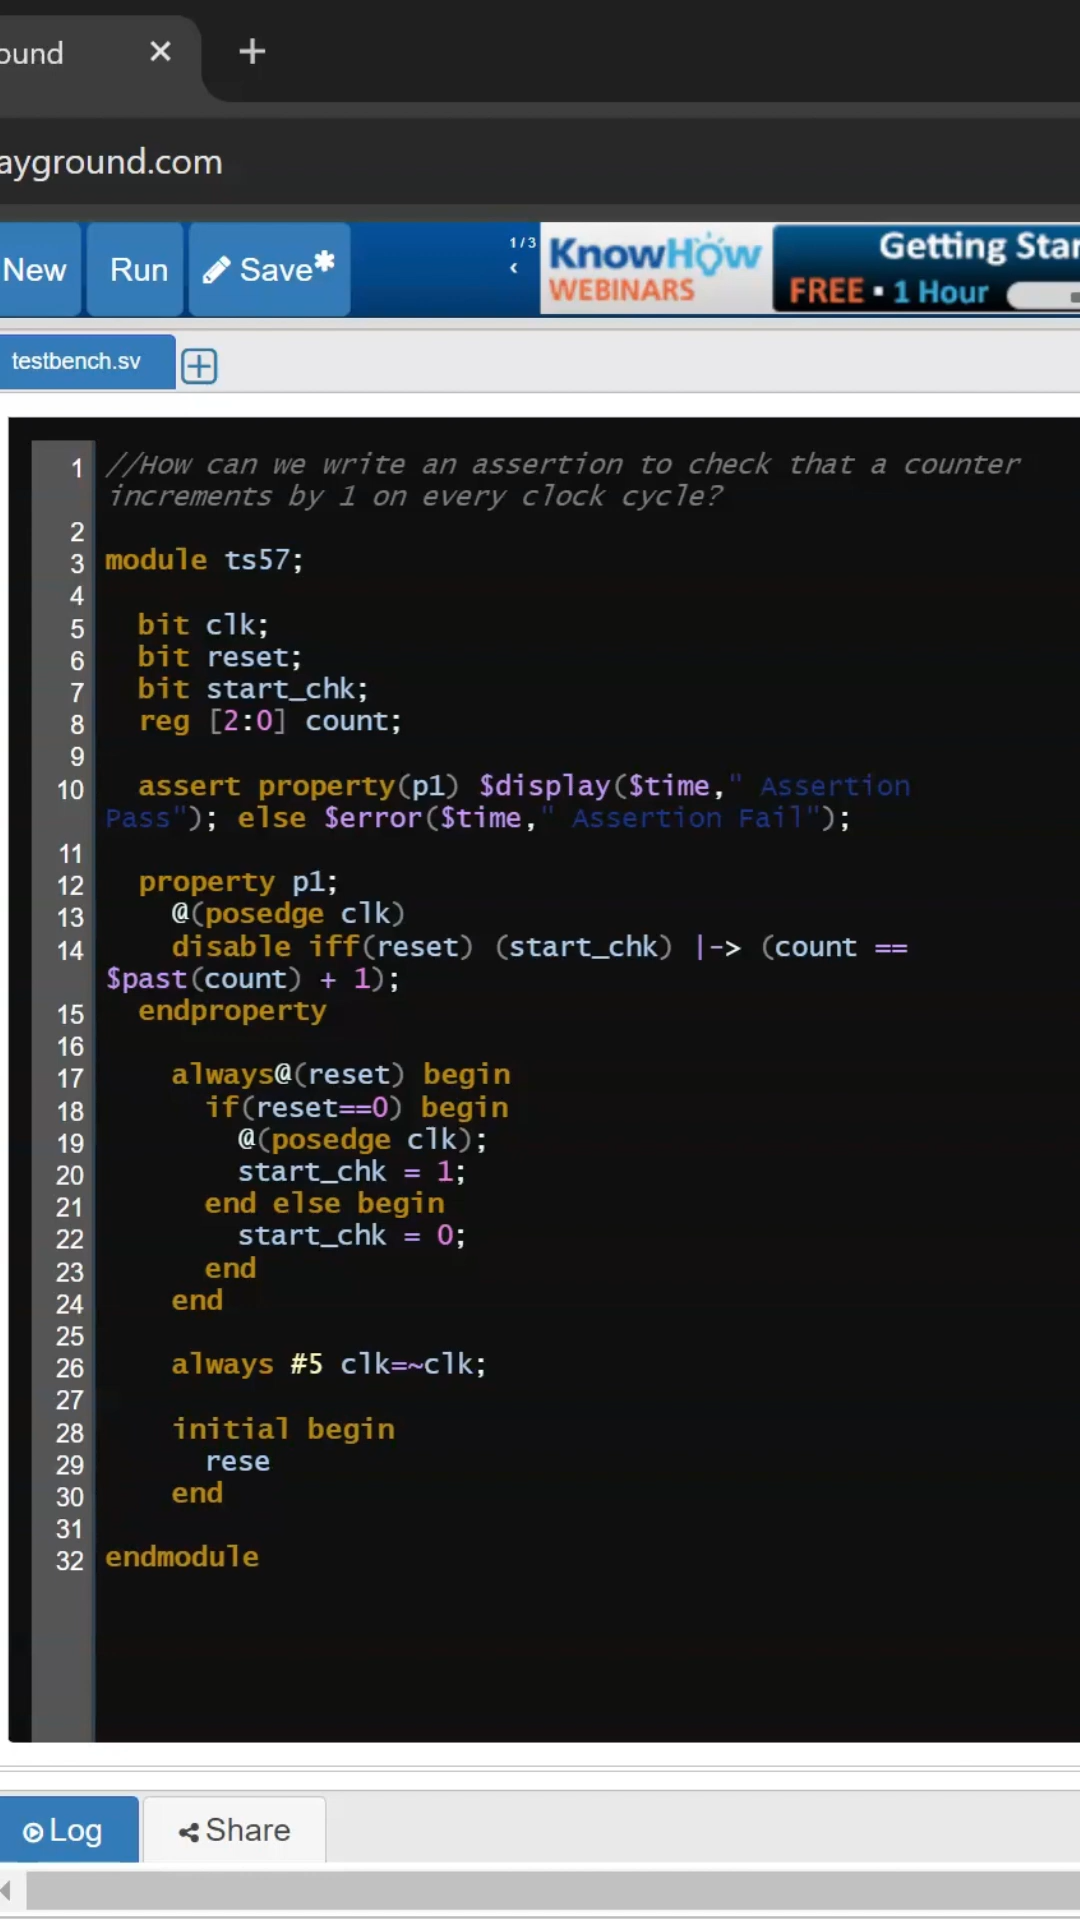 ound × +
ayground.com
New Run Save*
1/3
KnowHow
WEBINARS
Getting Star
FREE ▪ 1 Hour
testbench.sv
1 //How can we write an assertion to check that a counter
increments by 1 on every clock cycle?
2
3 module ts57;
4
5 bit clk;
6 bit reset;
7 bit start_chk;
8 reg [2:0] count;
9
10 assert property(p1) $display($time," Assertion
Pass"); else $error($time," Assertion Fail");
11
12 property p1;
13 @(posedge clk)
14 disable iff(reset) (start_chk) |-> (count ==
$past(count) + 1);
15 endproperty
16
17 always@(reset) begin
18 if(reset==0) begin
19 @(posedge clk);
20 start_chk = 1;
21 end else begin
22 start_chk = 0;
23 end
24 end
25
26 always #5 clk=~clk;
27
28 initial begin
29 rese
30 end
31
32 endmodule
Log Share